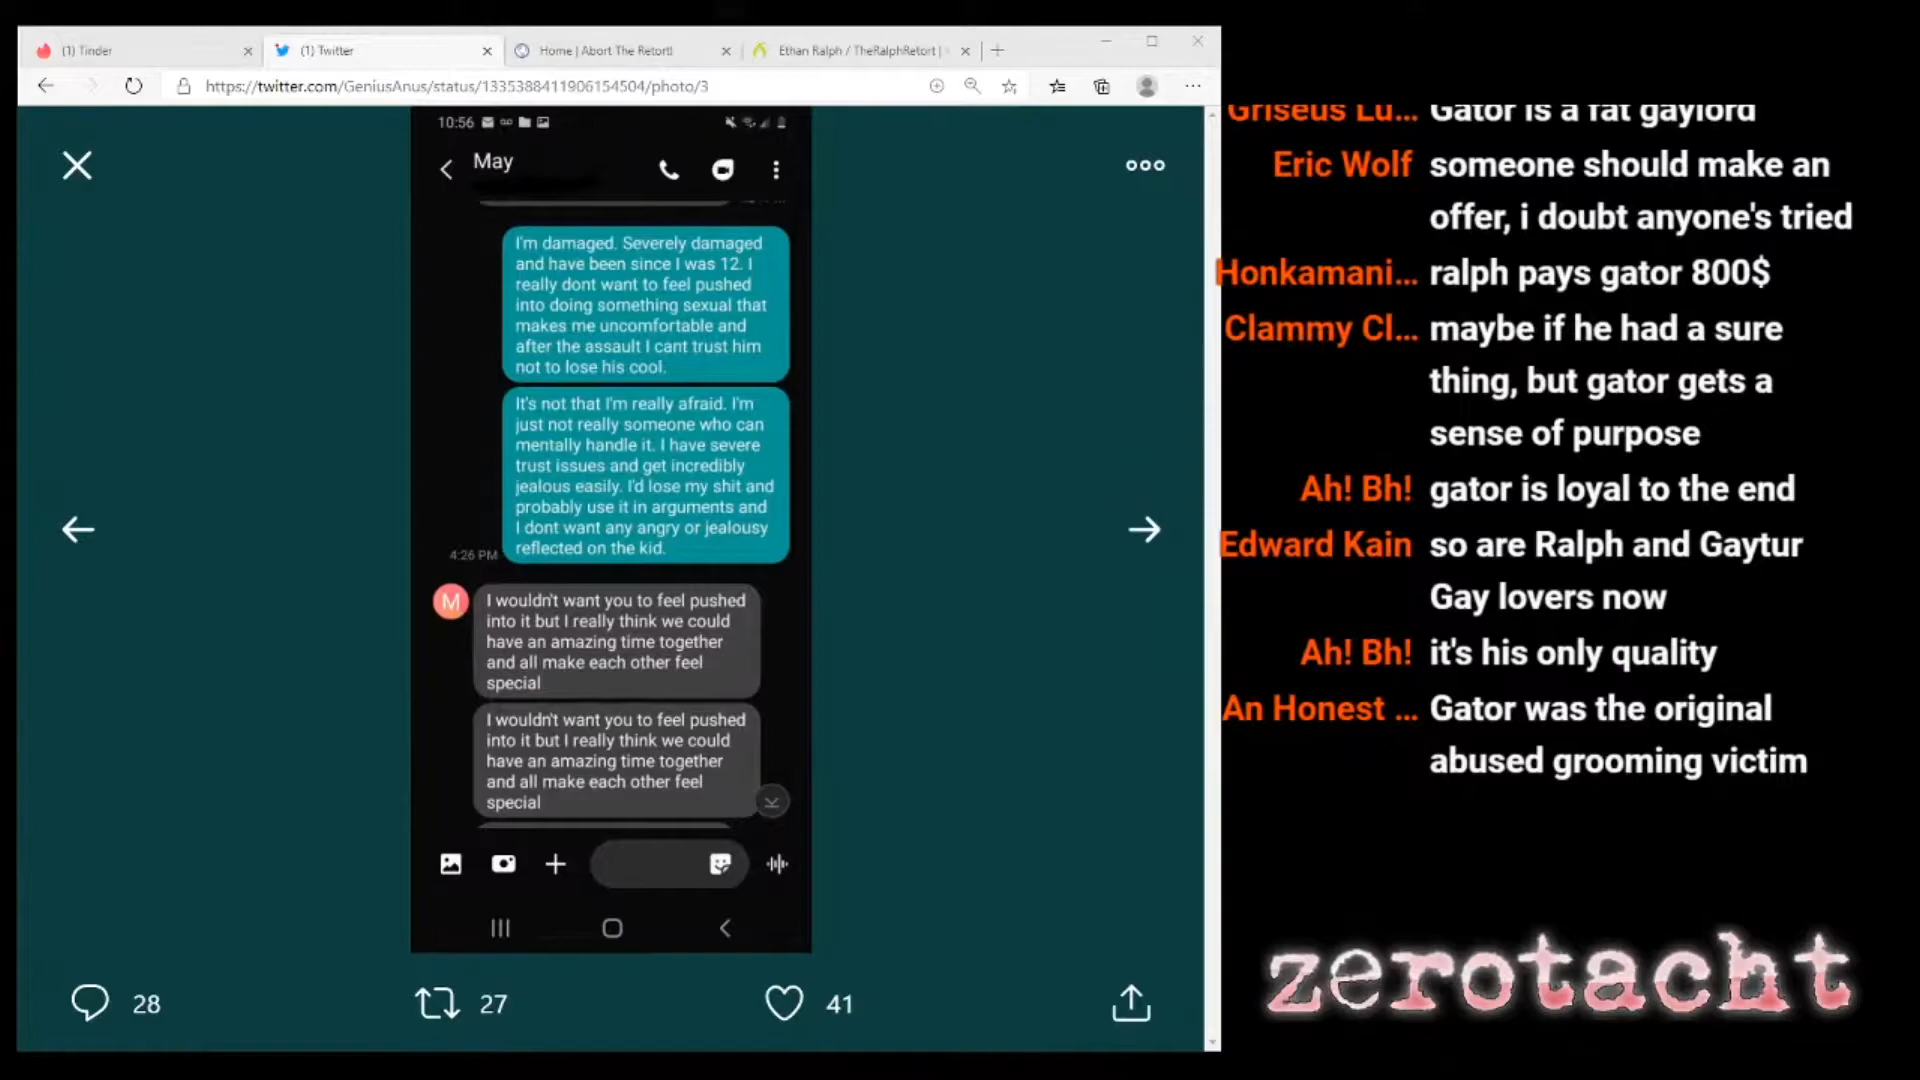 (1) Tinder
(1) Twitter
Home | Abort The Retort!
Ethan Ralph / TheRalphRetort |
https://twitter.com/GeniusAnus/status/1335388411906154504/photo/3
10:56
May
I'm damaged. Severely damaged
and have been since I was 12. I
really dont want to feel pushed
into doing something sexual that
makes me uncomfortable and
after the assault I cant trust him
not to lose his cool.
It's not that I'm really afraid. I'm
just not really someone who can
mentally handle it. I have severe
trust issues and get incredibly
jealous easily. I'd lose my shit and
probably use it in arguments and
I dont want any angry or jealousy
reflected on the kid.
4:26 PM
M
I wouldn't want you to feel pushed
into it but I really think we could
have an amazing time together
and all make each other feel
special
I wouldn't want you to feel pushed
into it but I really think we could
have an amazing time together
and all make each other feel
special
28
27
41
Griseus Lu... Gator is a fat gaylord
Eric Wolf someone should make an
offer, i doubt anyone's tried
Honkamani... ralph pays gator 800$
Clammy Cl... maybe if he had a sure
thing, but gator gets a
sense of purpose
Ah! Bh! gator is loyal to the end
Edward Kain so are Ralph and Gaytur
Gay lovers now
Ah! Bh! it's his only quality
An Honest ... Gator was the original
abused grooming victim
zerotacht